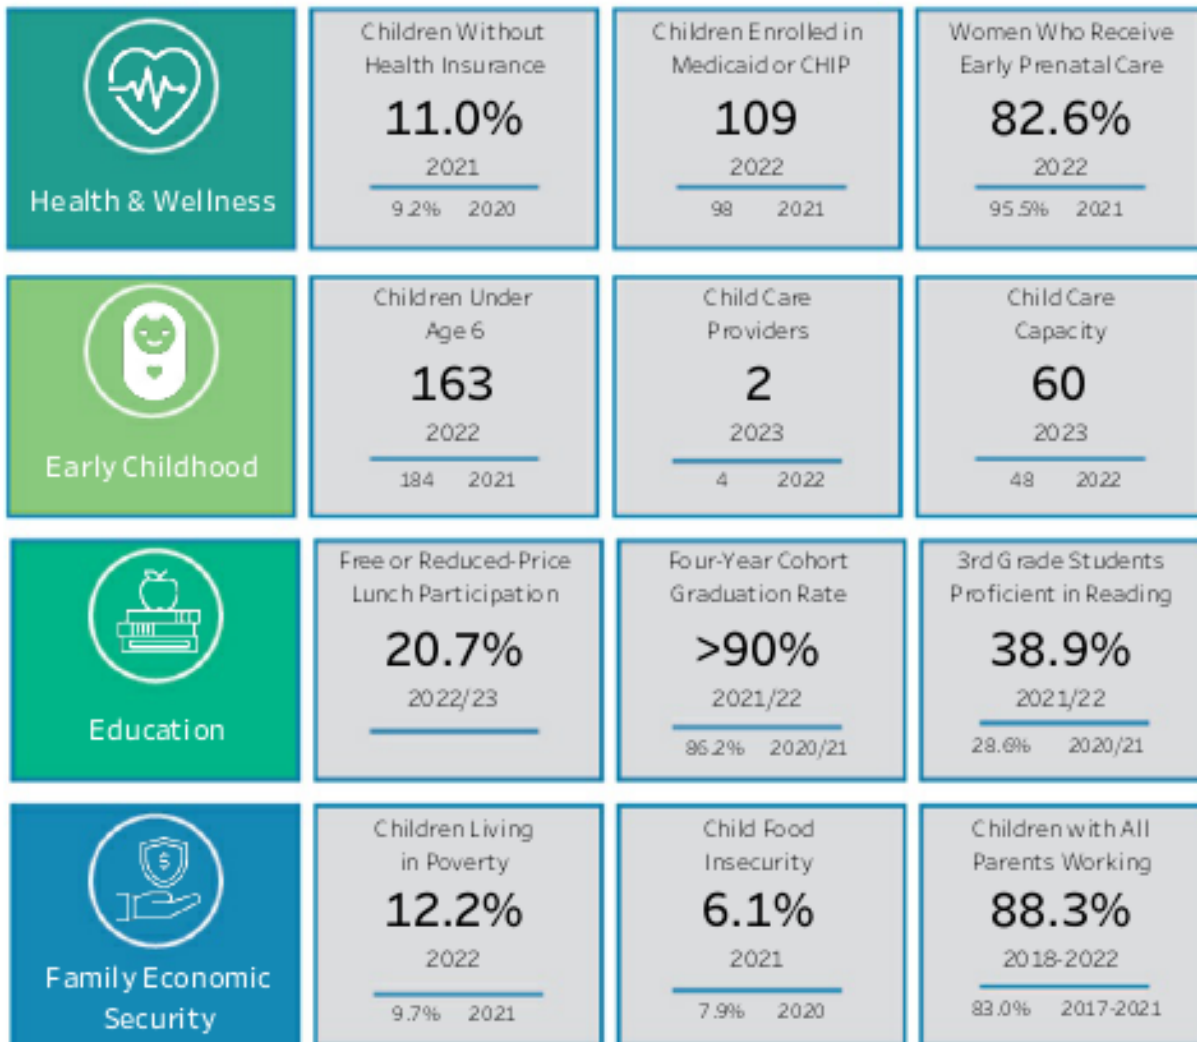 Health & Wellness
Children Without
Health Insurance
11.0%
2021
9.2% 2020
Children Enrolled in
Medicaid or CHIP
109
2022
98 2021
Women Who Receive
Early Prenatal Care
82.6%
2022
95.5% 2021
Early Childhood
Children Under
Age 6
163
2022
184 2021
Child Care
Providers
2
2023
4 2022
Child Care
Capacity
60
2023
48 2022
Education
Free or Reduced-Price
Lunch Participation
20.7%
2022/23
Four-Year Cohort
Graduation Rate
>90%
2021/22
86.2% 2020/21
3rd Grade Students
Proficient in Reading
38.9%
2021/22
28.6% 2020/21
$
Family Economic
Security
Children Living
in Poverty
12.2%
2022
9.7% 2021
Child Food
Insecurity
6.1%
2021
7.9% 2020
Children with All
Parents Working
88.3%
2018-2022
83.0% 2017-2021